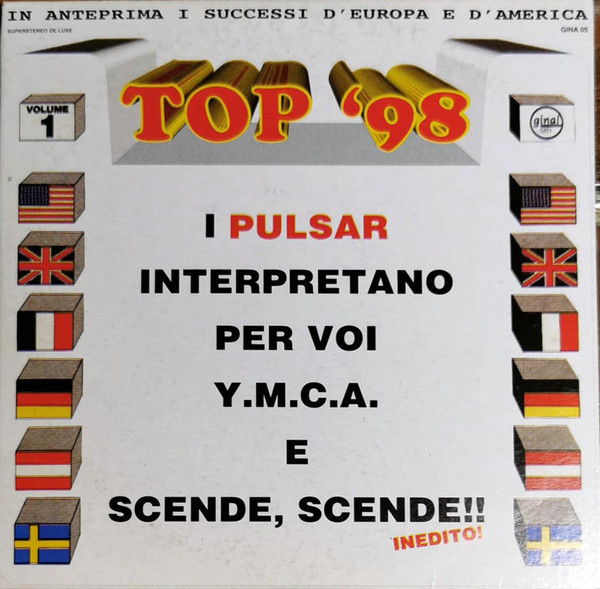 IN ANTEPRIMA I SUCCESSI D'EUROPA E D'AMERICA
SUPERSTEREO DE LUXE
GINA 05
TOP '98
VOLUME
1
ginal
I PULSAR
INTERPRETANO
PER VOI
Y.M.C.A.
E
SCENDE, SCENDE!!
INEDITO!